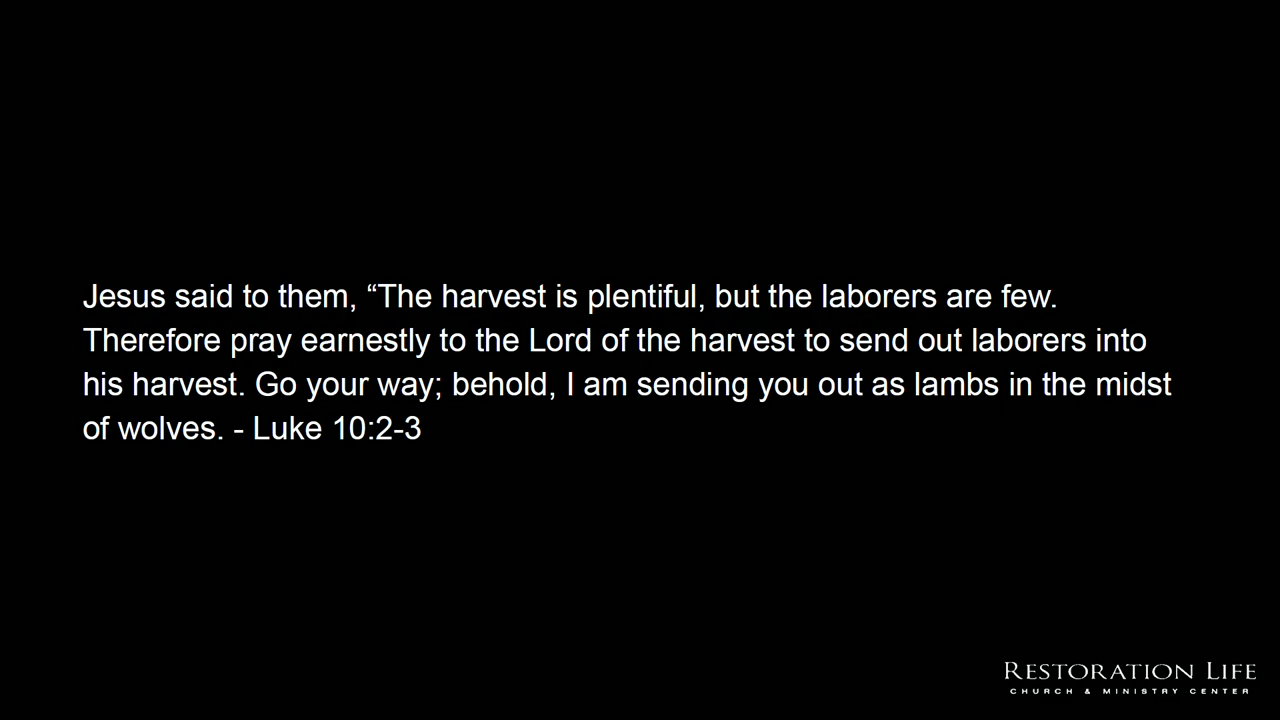 Jesus said to them, “The harvest is plentiful, but the laborers are few.
Therefore pray earnestly to the Lord of the harvest to send out laborers into
his harvest. Go your way; behold, I am sending you out as lambs in the midst
of wolves. - Luke 10:2-3
RESTORATION LIFE
CHURCH & MINISTRY CENTER